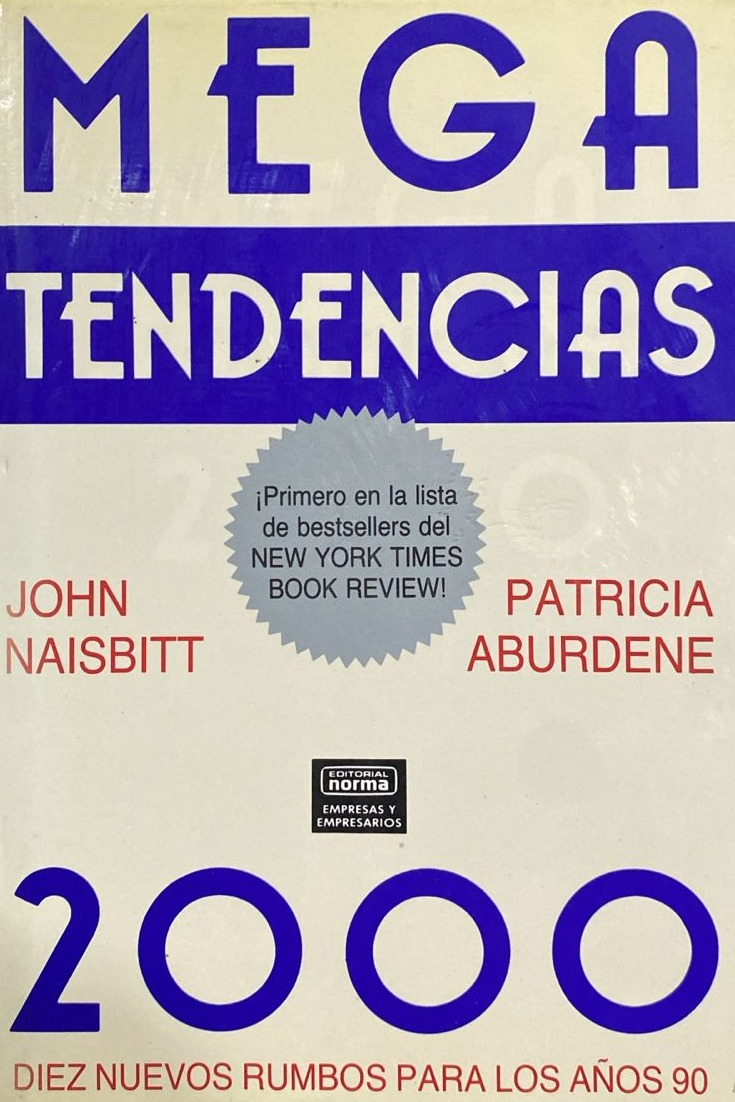 MEGA
TENDENCIAS
¡Primero en la lista
de bestsellers del
NEW YORK TIMES
BOOK REVIEW!
JOHN
NAISBITT
PATRICIA
ABURDENE
EDITORIAL
norma
EMPRESAS Y
EMPRESARIOS
2000
DIEZ NUEVOS RUMBOS PARA LOS AÑOS 90